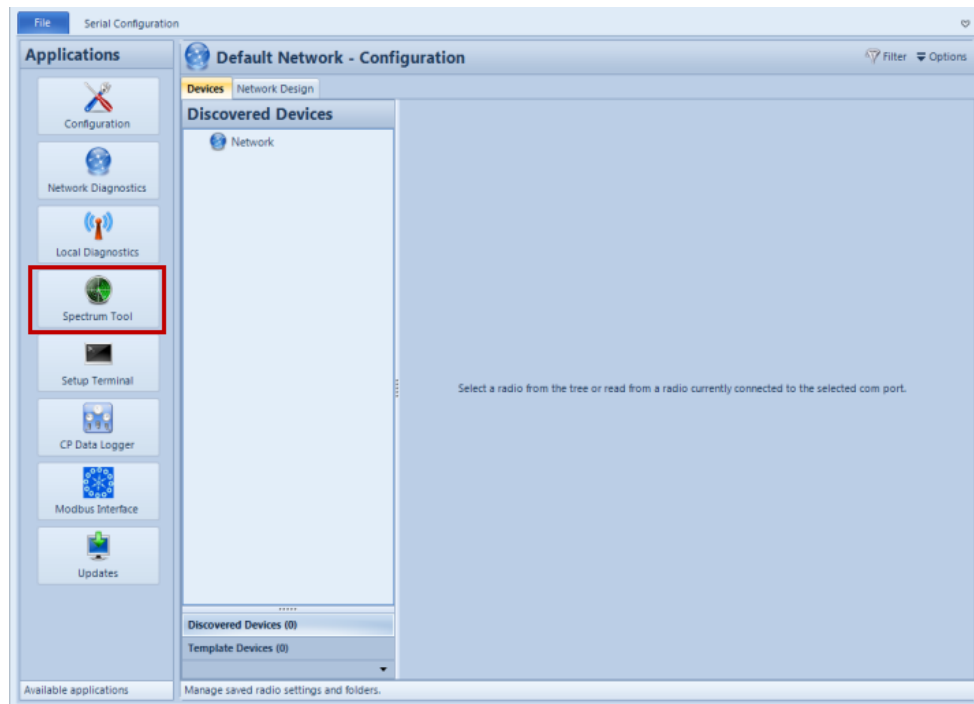 File
Serial Configuration
Applications
Default Network - Configuration
Filter
Options
Devices
Network Design
Configuration
Discovered Devices
Network
Network Diagnostics
Local Diagnostics
Spectrum Tool
Setup Terminal
Select a radio from the tree or read from a radio currently connected to the selected com port.
CP Data Logger
Modbus Interface
Updates
Discovered Devices (0)
Template Devices (0)
Available applications
Manage saved radio settings and folders.